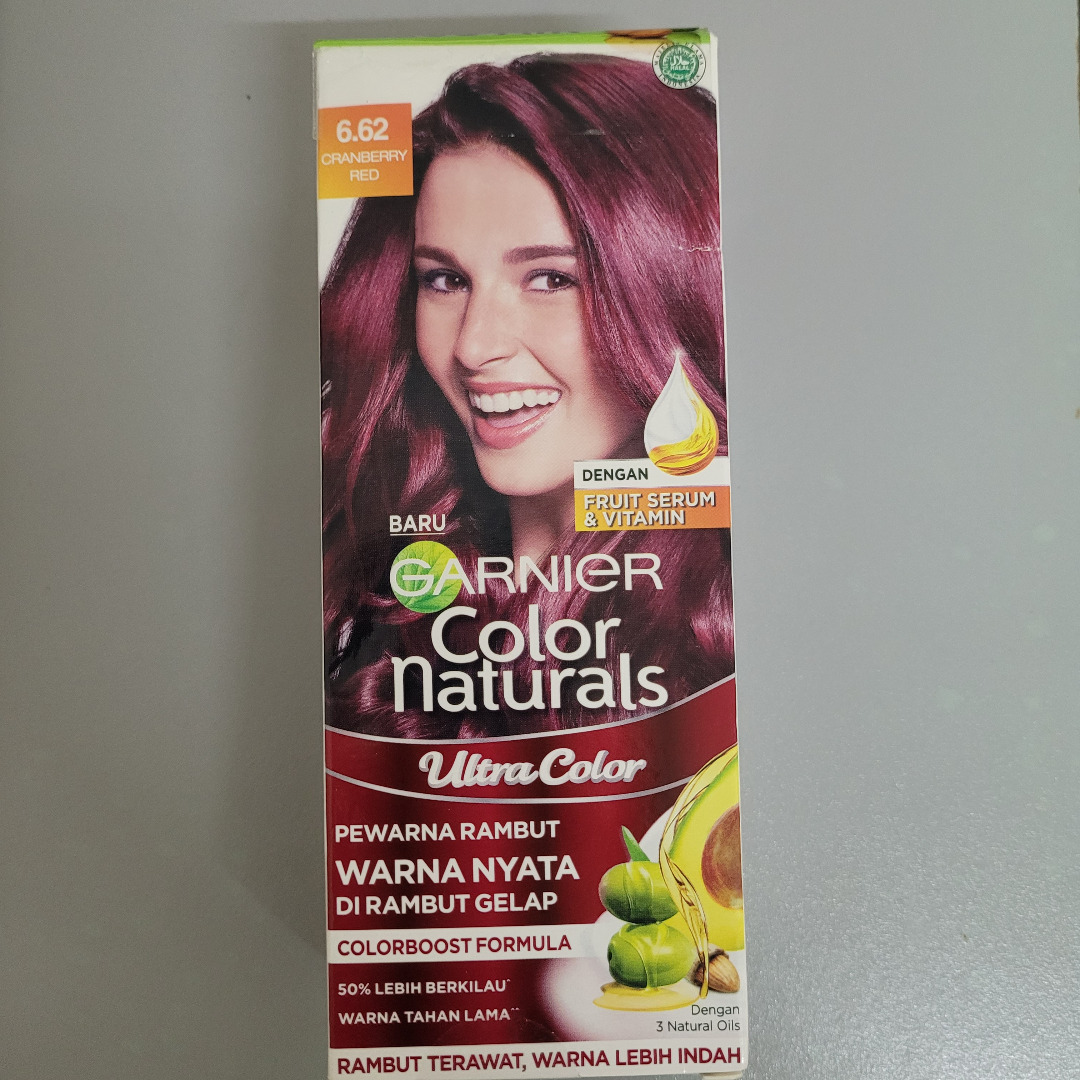 6.62
CRANBERRY
RED
حلال
HALAL
DENGAN
FRUIT SERUM
& VITAMIN
BARU
GARNIER
Color
Naturals
Ultra Color
PEWARNA RAMBUT
WARNA NYATA
DI RAMBUT GELAP
COLORBOOST FORMULA
50% LEBIH BERKILAU^
WARNA TAHAN LAMA^^
Dengan
3 Natural Oils
RAMBUT TERAWAT, WARNA LEBIH INDAH